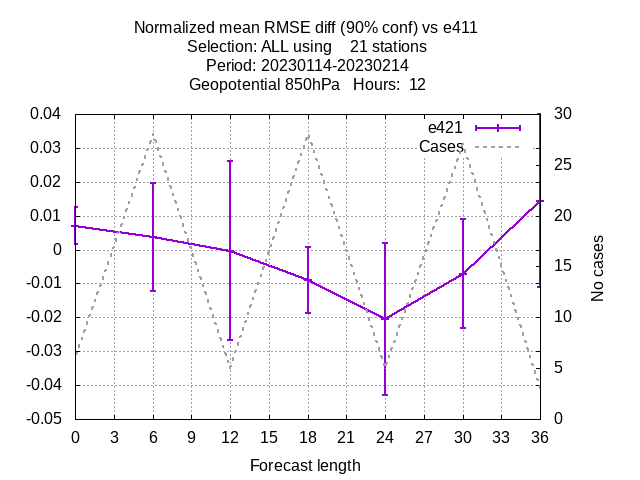 Normalized mean RMSE diff (90% conf) vs e411
Selection: ALL using    21 stations
Period: 20230114-20230214
Geopotential 850hPa   Hours:  12
e421
Cases
0.04
0.03
0.02
0.01
0
-0.01
-0.02
-0.03
-0.04
-0.05
30
25
20
15
10
5
0
No cases
0 3 6 9 12 15 18 21 24 27 30 33 36
Forecast length